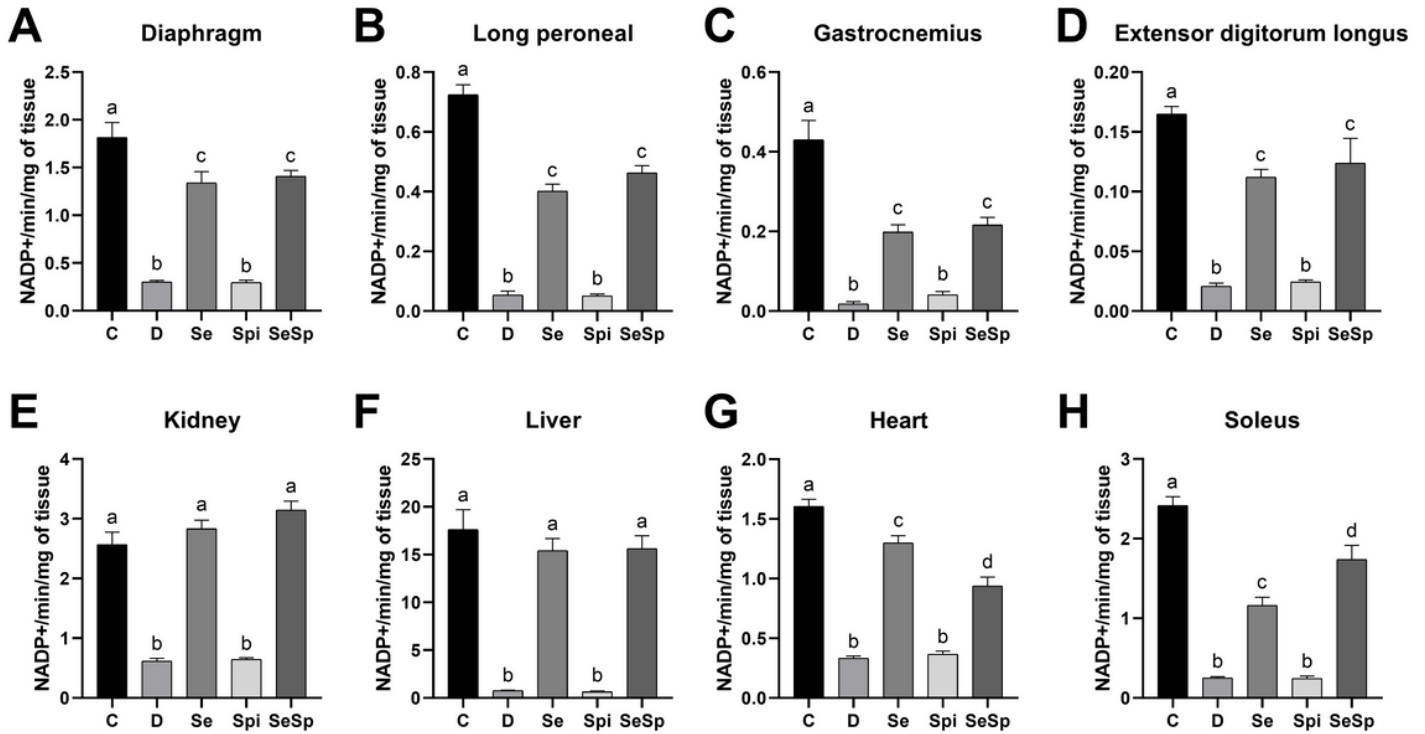 A Diaphragm
NADP+/min/mg of tissue
2.5
2.0
1.5
1.0
0.5
0.0
a
b
c
b
c
C D Se Spi SeSp
B Long peroneal
NADP+/min/mg of tissue
0.8
0.6
0.4
0.2
0.0
a
b
c
b
c
C D Se Spi SeSp
C Gastrocnemius
NADP+/min/mg of tissue
0.6
0.4
0.2
0.0
a
b
c
b
c
C D Se Spi SeSp
D Extensor digitorum longus
NADP+/min/mg of tissue
0.20
0.15
0.10
0.05
0.00
a
b
c
b
c
C D Se Spi SeSp
E Kidney
NADP+/min/mg of tissue
4
3
2
1
0
a
b
a
b
a
C D Se Spi SeSp
F Liver
NADP+/min/mg of tissue
25
20
15
10
5
0
a
b
a
b
a
C D Se Spi SeSp
G Heart
NADP+/min/mg of tissue
2.0
1.5
1.0
0.5
0.0
a
b
c
b
d
C D Se Spi SeSp
H Soleus
NADP+/min/mg of tissue
3
2
1
0
a
b
c
b
d
C D Se Spi SeSp